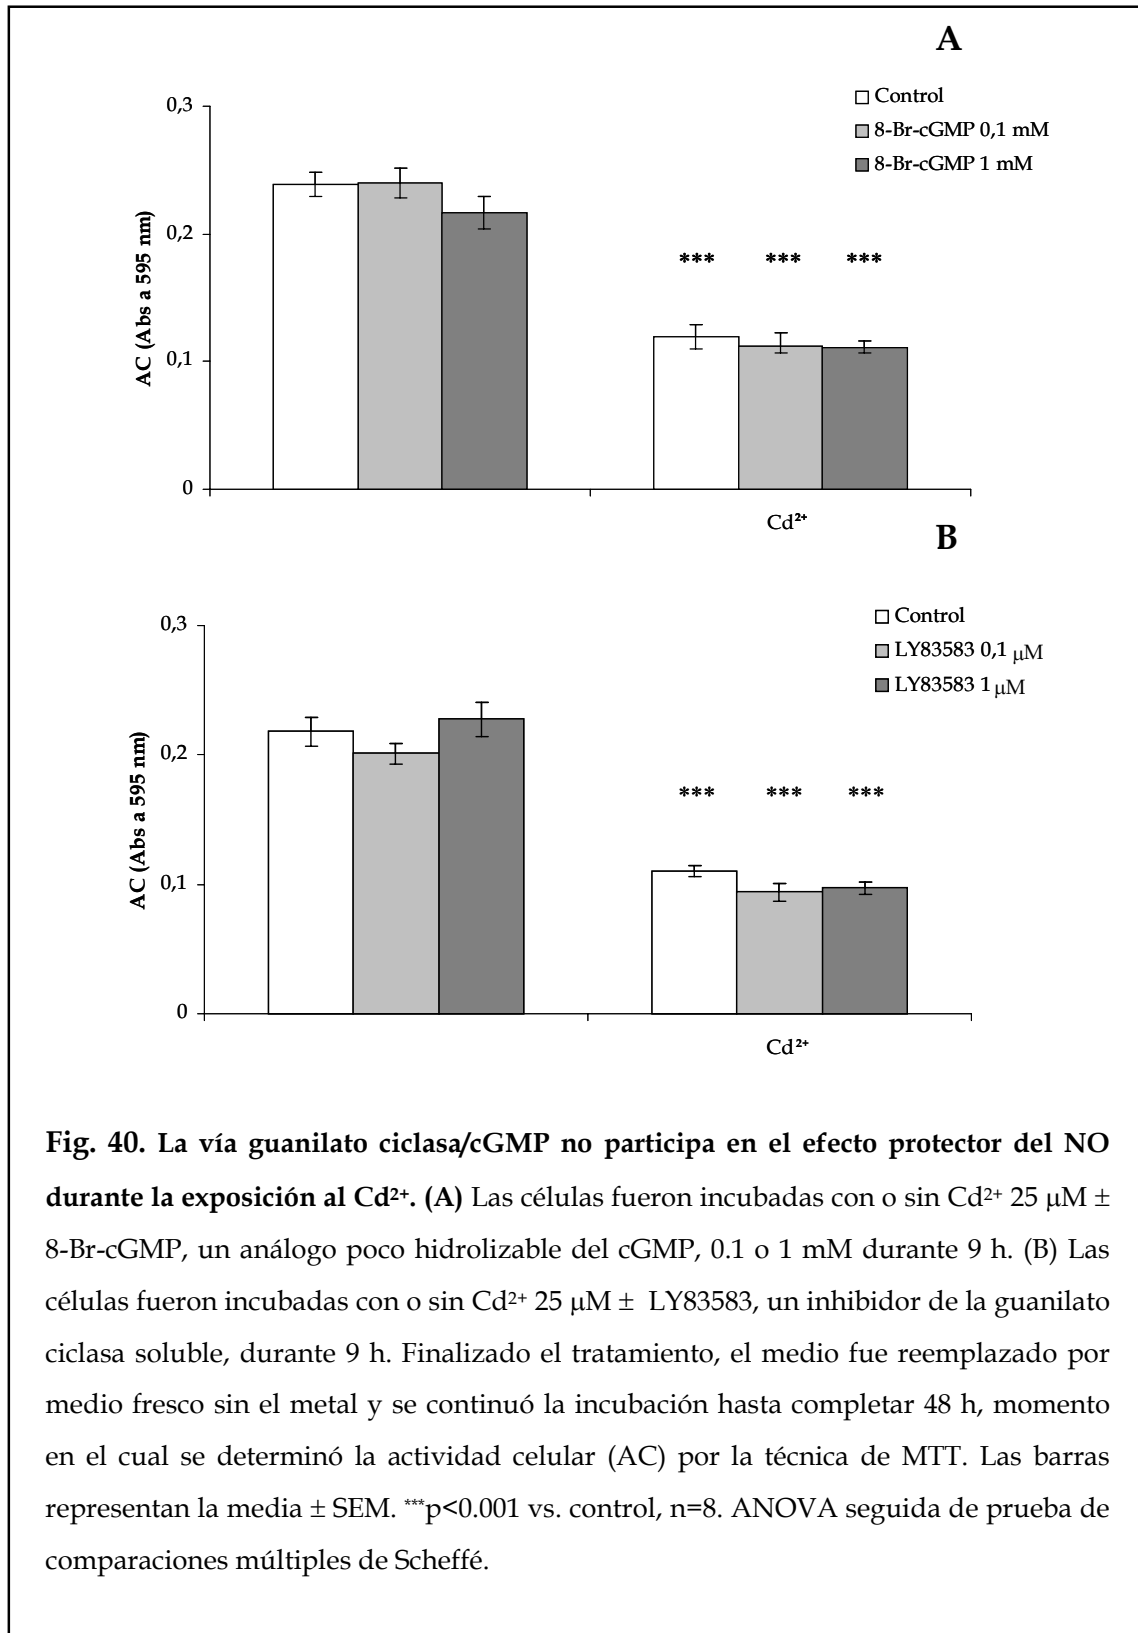 A
Control
8-Br-cGMP 0,1 mM
8-Br-cGMP 1 mM
AC (Abs a 595 nm)
0,3
0,2
0,1
0
*** *** ***
Cd²⁺
B
Control
LY83583 0,1 μM
LY83583 1 μM
AC (Abs a 595 nm)
0,3
0,2
0,1
0
*** *** ***
Cd²⁺
Fig. 40. La vía guanilato ciclasa/cGMP no participa en el efecto protector del NO
durante la exposición al Cd²⁺. (A) Las células fueron incubadas con o sin Cd²⁺ 25 μM ±
8-Br-cGMP, un análogo poco hidrolizable del cGMP, 0.1 o 1 mM durante 9 h. (B) Las
células fueron incubadas con o sin Cd²⁺ 25 μM ± LY83583, un inhibidor de la guanilato
ciclasa soluble, durante 9 h. Finalizado el tratamiento, el medio fue reemplazado por
medio fresco sin el metal y se continuó la incubación hasta completar 48 h, momento
en el cual se determinó la actividad celular (AC) por la técnica de MTT. Las barras
representan la media ± SEM. ***p<0.001 vs. control, n=8. ANOVA seguida de prueba de
comparaciones múltiples de Scheffé.